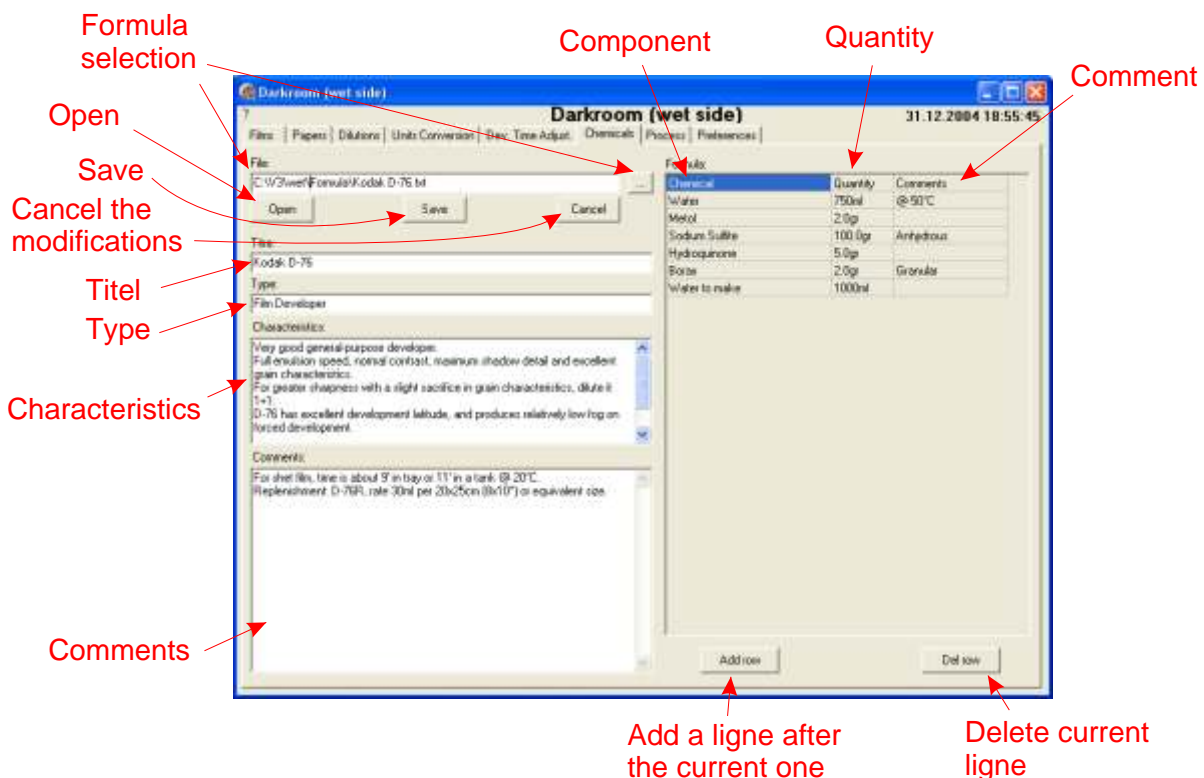 Formula
selection
Component
Quantity
Comment
Open
Save
Cancel the
modifications
Titel
Type
Characteristics
Comments
Darkroom (wet side)
?
Darkroom (wet side)
31.12.2004 18:55:45
Films
Papers
Dilutions
Units Conversion
Dev. Time Adjust.
Chemicals
Process
Preferences
File:
C:\W3\wet\Formula\Kodak D-76.txt
...
Open
Save
Cancel
Title:
Kodak D-76
Type:
Film Developer
Characteristics:
Very good general-purpose developer.
Full emulsion speed, normal contrast, maximum shadow detail and excellent
grain characteristics.
For greater sharpness with a slight sacrifice in grain characteristics, dilute it
1+1.
D-76 has excellent development latitude, and produces relatively low fog on
forced development.
Comments:
For shet film, time is about 9' in tray or 11' in a tank @ 20°C.
Replenishment: D-76R, rate 30ml per 20x25cm (8x10") or equivalent size.
Formula:
Chemical Quantity Comments
Water 750ml @ 50°C
Metol 2.0gr
Sodium Sulfite 100.0gr Anhydrous
Hydroquinone 5.0gr
Borax 2.0gr Granular
Water to make 1000ml
Add row
Del row
Add a ligne after
the current one
Delete current
ligne